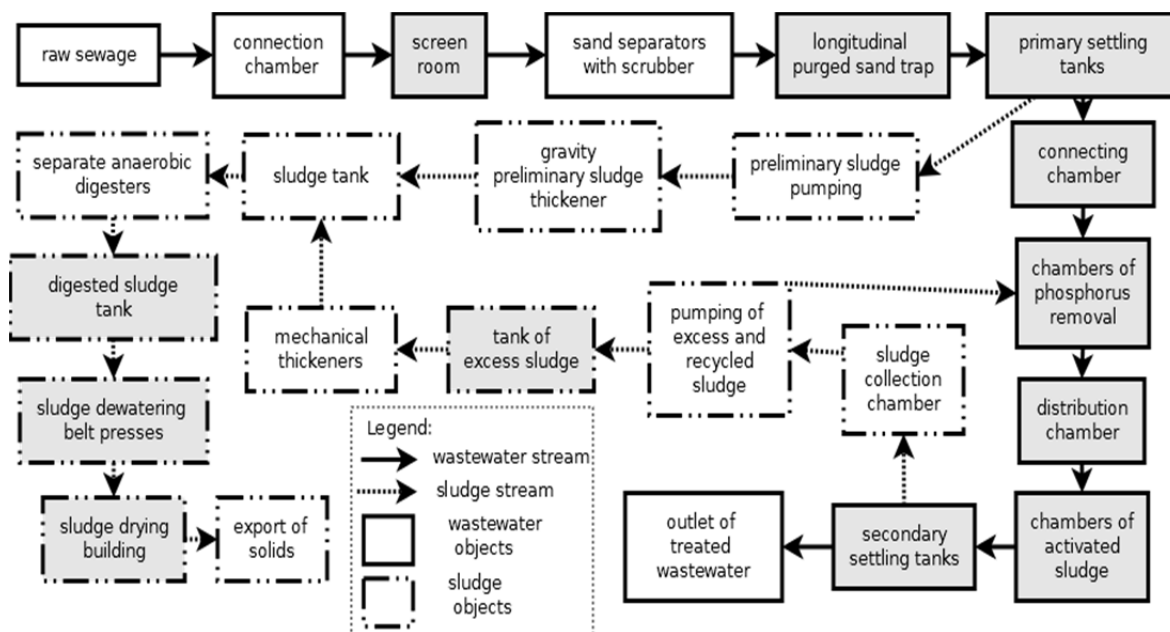 raw sewage
connection
chamber
screen
room
sand separators
with scrubber
longitudinal
purged sand trap
primary settling
tanks
separate anaerobic
digesters
sludge tank
gravity
preliminary sludge
thickener
preliminary sludge
pumping
connecting
chamber
digested sludge
tank
mechanical
thickeners
tank of
excess sludge
pumping of
excess and
recycled
sludge
sludge
collection
chamber
chambers of
phosphorus
removal
sludge dewatering
belt presses
distribution
chamber
sludge drying
building
export of
solids
outlet of
treated
wastewater
secondary
settling tanks
chambers of
activated
sludge
Legend:
wastewater stream
sludge stream
wastewater
objects
sludge
objects